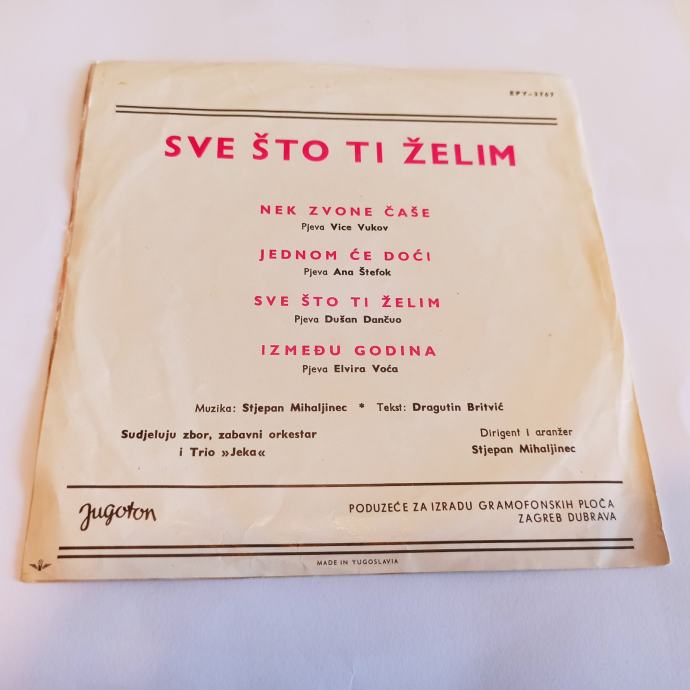 EPY-3767
SVE ŠTO TI ŽELIM
NEK ZVONE ČAŠE
Pjeva Vice Vukov
JEDNOM ĆE DOĆI
Pjeva Ana Štefok
SVE ŠTO TI ŽELIM
Pjeva Dušan Dančuo
IZMEĐU GODINA
Pjeva Elvira Voća
Muzika: Stjepan Mihaljinec * Tekst: Dragutin Britvić
Sudjeluju zbor, zabavni orkestar
i Trio »Jeka«
Dirigent i aranžer
Stjepan Mihaljinec
Jugoton
PODUZEĆE ZA IZRADU GRAMOFONSKIH PLOČA
ZAGREB DUBRAVA
MADE IN YUGOSLAVIA